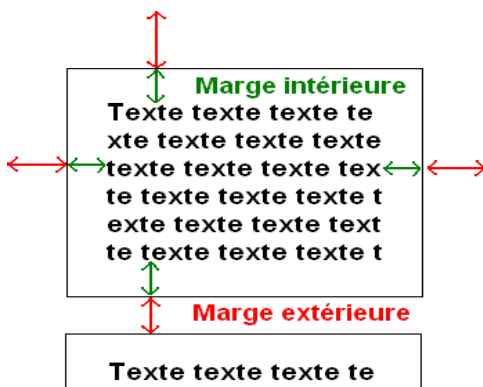 Marge intérieure
Texte texte texte te
xte texte texte texte
texte texte texte tex
te texte texte texte t
exte texte texte text
te texte texte texte t
Marge extérieure
Texte texte texte te